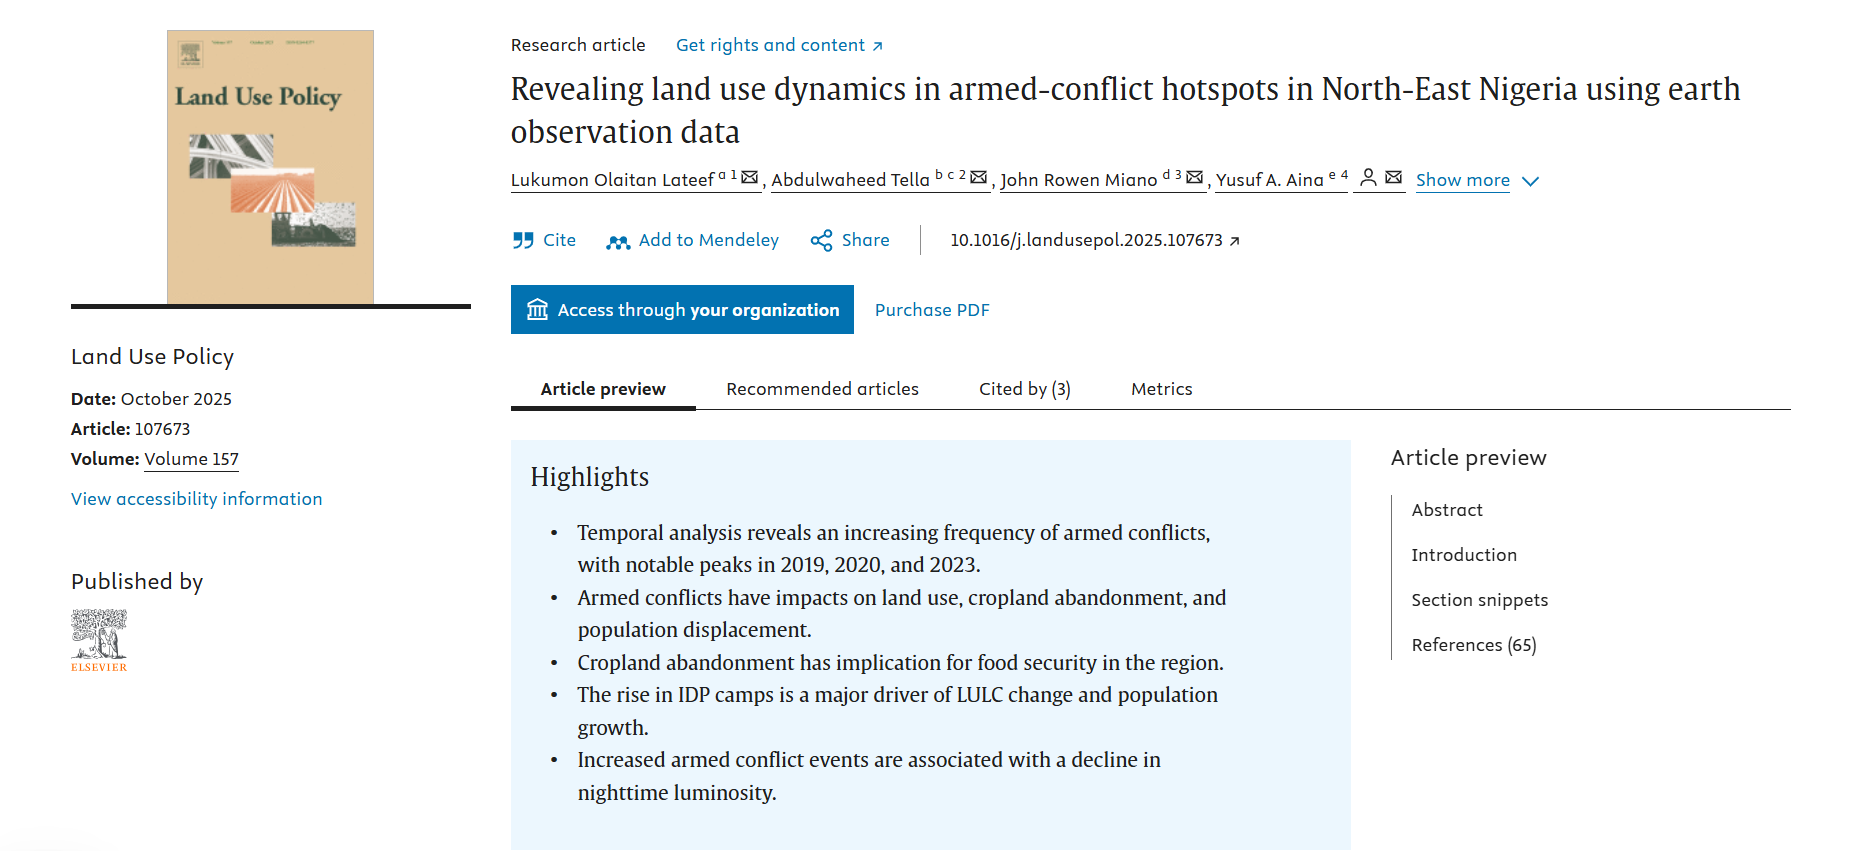 Land Use Policy
Research article
Get rights and content ↗
Revealing land use dynamics in armed-conflict hotspots in North-East Nigeria using earth
observation data
Lukumon Olaitan Lateef a 1, Abdulwaheed Tella b c 2, John Rowen Miano d 3, Yusuf A. Aina e 4 Show more
Cite
Add to Mendeley
Share
10.1016/j.landusepol.2025.107673 ↗
Access through your organization
Purchase PDF
Land Use Policy
Date: October 2025
Article: 107673
Volume: Volume 157
View accessibility information
Published by
ELSEVIER
Article preview
Recommended articles
Cited by (3)
Metrics
Highlights
• Temporal analysis reveals an increasing frequency of armed conflicts,
with notable peaks in 2019, 2020, and 2023.
• Armed conflicts have impacts on land use, cropland abandonment, and
population displacement.
• Cropland abandonment has implication for food security in the region.
• The rise in IDP camps is a major driver of LULC change and population
growth.
• Increased armed conflict events are associated with a decline in
nighttime luminosity.
Article preview
Abstract
Introduction
Section snippets
References (65)